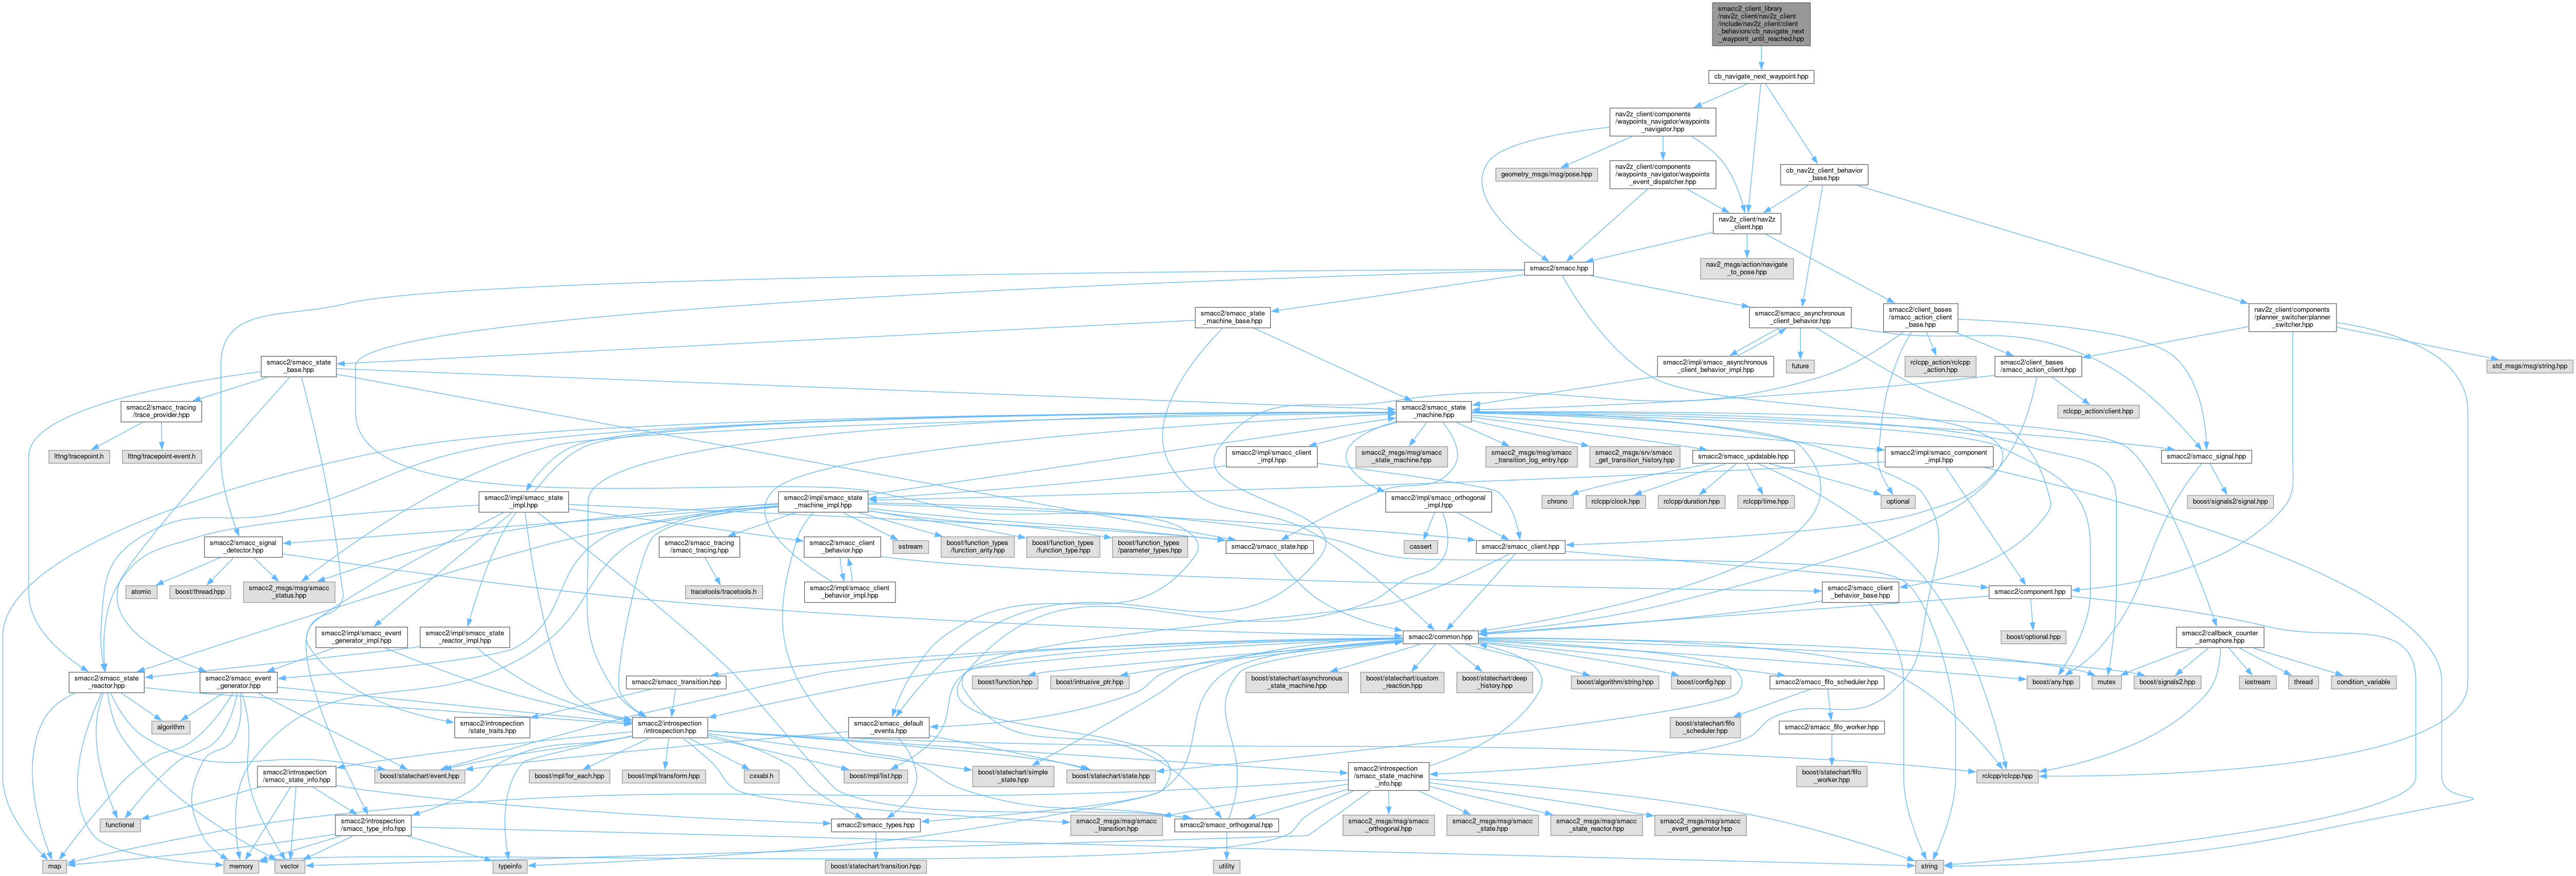 smacc2_client_library
/nav2z_client/nav2z_client
/include/nav2z_client/client
_behaviors/cb_navigate_next
_waypoint_until_reached.hpp
cb_navigate_next_waypoint.hpp
nav2z_client/components
/waypoints_navigator/waypoints
_navigator.hpp
geometry_msgs/msg/pose.hpp
nav2z_client/components
/waypoints_navigator/waypoints
_event_dispatcher.hpp
cb_nav2z_client_behavior
_base.hpp
nav2z_client/nav2z
_client.hpp
smacc2/smacc.hpp
nav2_msgs/action/navigate
_to_pose.hpp
smacc2/smacc_state
_machine_base.hpp
smacc2/smacc_asynchronous
_client_behavior.hpp
smacc2/client_bases
/smacc_action_client
_base.hpp
nav2z_client/components
/planner_switcher/planner
_switcher.hpp
smacc2/smacc_state
_base.hpp
smacc2/impl/smacc_asynchronous
_client_behavior_impl.hpp
future
rclcpp_action/rclcpp
_action.hpp
smacc2/client_bases
/smacc_action_client.hpp
std_msgs/msg/string.hpp
smacc2/smacc_tracing
/trace_provider.hpp
smacc2/smacc_state
_machine.hpp
rclcpp_action/client.hpp
lttng/tracepoint.h
lttng/tracepoint-event.h
smacc2/impl/smacc_client
_impl.hpp
smacc2_msgs/msg/smacc
_state_machine.hpp
smacc2_msgs/msg/smacc
_transition_log_entry.hpp
smacc2_msgs/srv/smacc
_get_transition_history.hpp
smacc2/smacc_updatable.hpp
smacc2/impl/smacc_component
_impl.hpp
smacc2/smacc_signal.hpp
smacc2/impl/smacc_state
_impl.hpp
smacc2/impl/smacc_state
_machine_impl.hpp
smacc2/impl/smacc_orthogonal
_impl.hpp
chrono
rclcpp/clock.hpp
rclcpp/duration.hpp
rclcpp/time.hpp
optional
boost/signals2/signal.hpp
smacc2/smacc_signal
_detector.hpp
smacc2/smacc_client
_behavior.hpp
smacc2/smacc_tracing
/smacc_tracing.hpp
sstream
boost/function_types
/function_arity.hpp
boost/function_types
/function_type.hpp
boost/function_types
/parameter_types.hpp
smacc2/smacc_state.hpp
cassert
smacc2/smacc_client.hpp
atomic
boost/thread.hpp
smacc2_msgs/msg/smacc
_status.hpp
smacc2/impl/smacc_client
_behavior_impl.hpp
tracetools/tracetools.h
smacc2/smacc_client
_behavior_base.hpp
smacc2/component.hpp
smacc2/impl/smacc_event
_generator_impl.hpp
smacc2/impl/smacc_state
_reactor_impl.hpp
smacc2/common.hpp
boost/optional.hpp
smacc2/callback_counter
_semaphore.hpp
smacc2/smacc_state
_reactor.hpp
smacc2/smacc_event
_generator.hpp
smacc2/smacc_transition.hpp
boost/function.hpp
boost/intrusive_ptr.hpp
boost/statechart/asynchronous
_state_machine.hpp
boost/statechart/custom
_reaction.hpp
boost/statechart/deep
_history.hpp
boost/algorithm/string.hpp
boost/config.hpp
smacc2/smacc_fifo_scheduler.hpp
boost/any.hpp
mutex
boost/signals2.hpp
iostream
thread
condition_variable
algorithm
smacc2/introspection
/state_traits.hpp
smacc2/introspection
/introspection.hpp
smacc2/smacc_default
_events.hpp
boost/statechart/fifo
_scheduler.hpp
smacc2/smacc_fifo_worker.hpp
smacc2/introspection
/smacc_state_info.hpp
boost/statechart/event.hpp
boost/mpl/for_each.hpp
boost/mpl/transform.hpp
cxxabi.h
boost/mpl/list.hpp
boost/statechart/simple
_state.hpp
boost/statechart/state.hpp
smacc2/introspection
/smacc_state_machine
_info.hpp
boost/statechart/fifo
_worker.hpp
rclcpp/rclcpp.hpp
functional
smacc2/introspection
/smacc_type_info.hpp
smacc2/smacc_types.hpp
smacc2_msgs/msg/smacc
_transition.hpp
smacc2/smacc_orthogonal.hpp
smacc2_msgs/msg/smacc
_orthogonal.hpp
smacc2_msgs/msg/smacc
_state.hpp
smacc2_msgs/msg/smacc
_state_reactor.hpp
smacc2_msgs/msg/smacc
_event_generator.hpp
map
memory
vector
typeinfo
boost/statechart/transition.hpp
utility
string